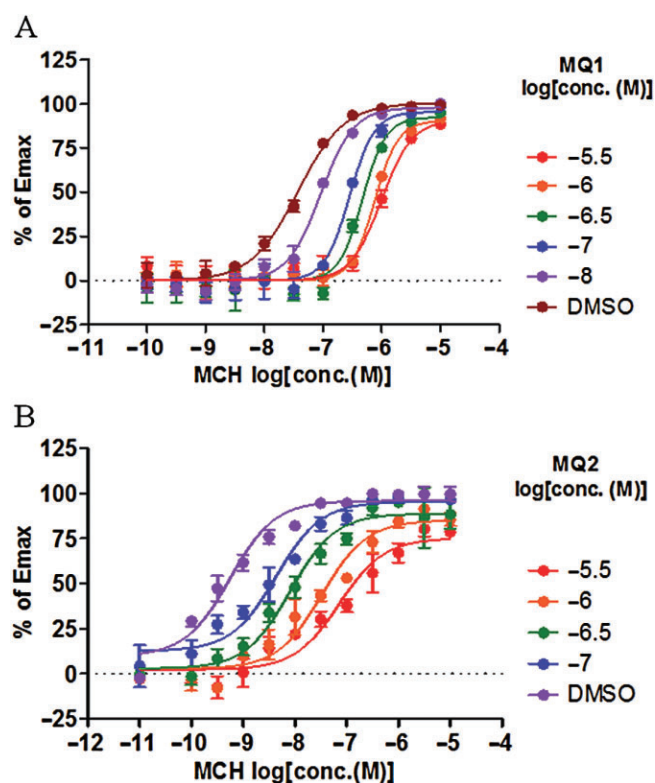 A
125
100
75
50
25
0
−25
% of Emax
−11 −10 −9 −8 −7 −6 −5 −4
MCH log[conc.(M)]
MQ1
log[conc. (M)]
−5.5
−6
−6.5
−7
−8
DMSO
B
125
100
75
50
25
0
−25
% of Emax
−12 −11 −10 −9 −8 −7 −6 −5 −4
MCH log[conc.(M)]
MQ2
log[conc. (M)]
−5.5
−6
−6.5
−7
DMSO